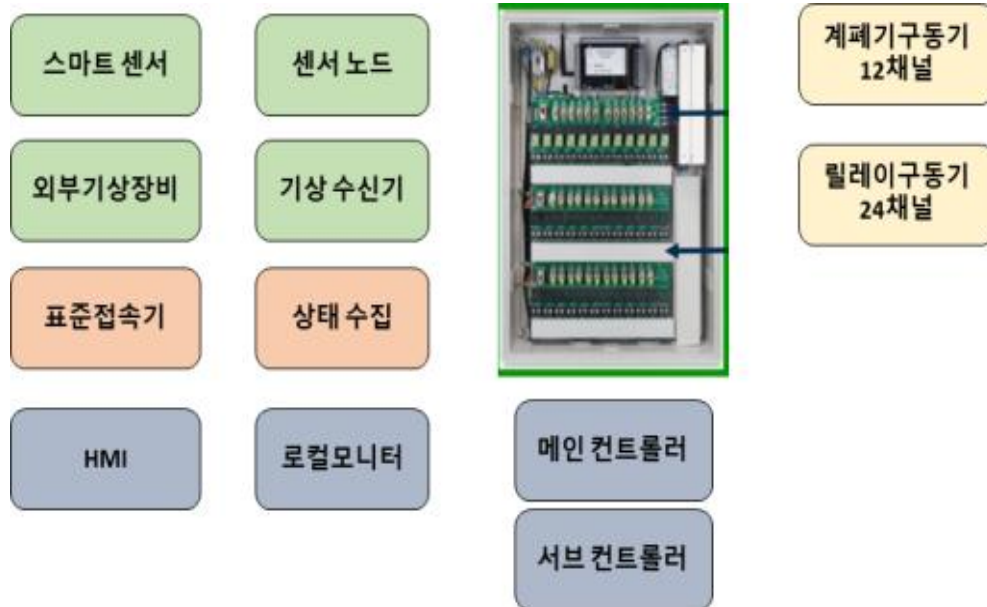 스마트 센서
센서 노드
계폐기구동기
12채널
외부기상장비
기상 수신기
릴레이구동기
24채널
표준접속기
상태 수집
HMI
로컬모니터
메인 컨트롤러
서브 컨트롤러